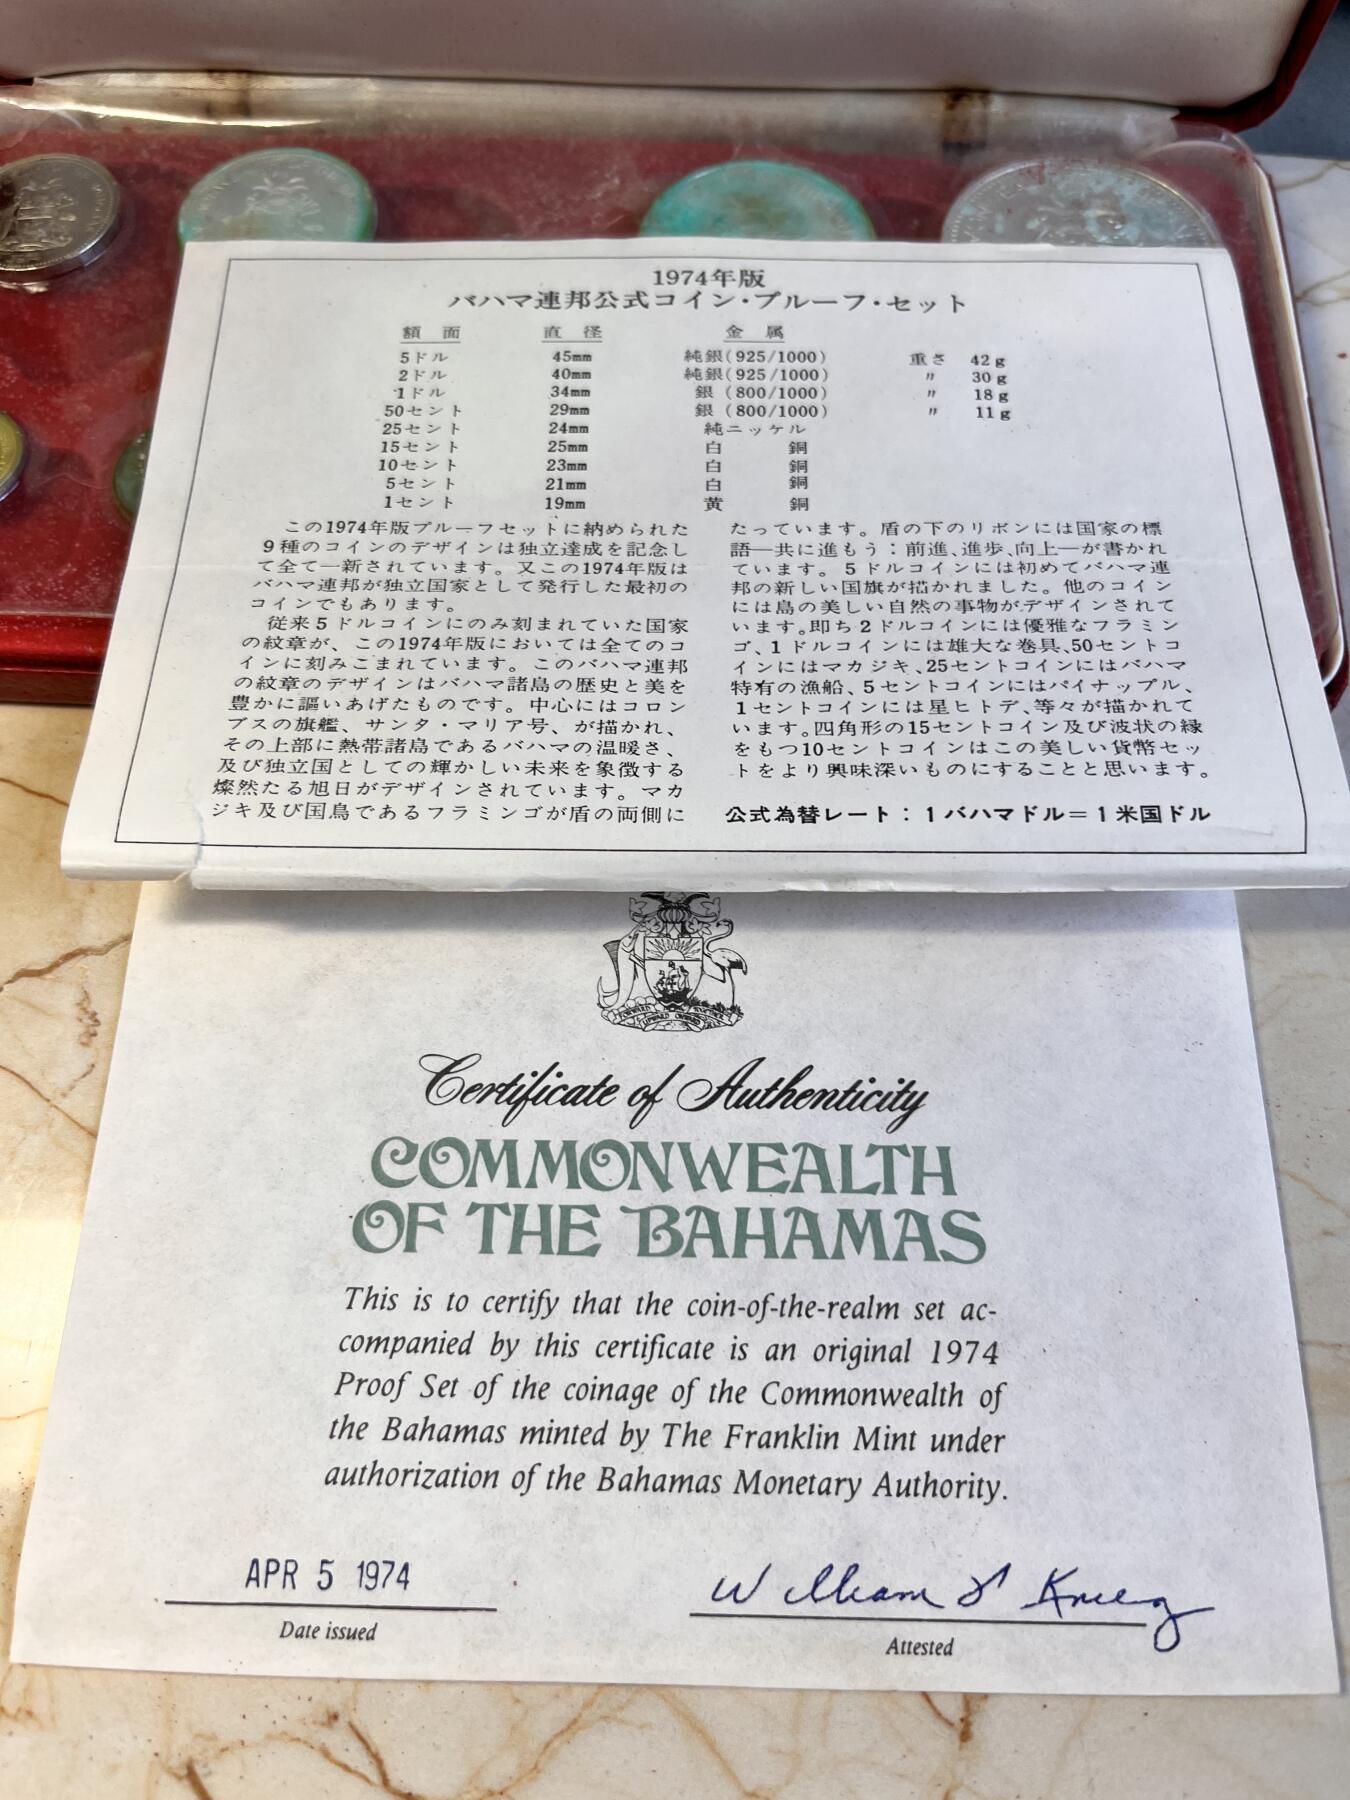 1974年版
バハマ連邦公式コイン・プルーフ・セット
額面 直径 金属
5ドル 45mm 純銀(925/1000) 重さ 42g
2ドル 40mm 純銀(925/1000) 〃 30g
1ドル 34mm 銀(800/1000) 〃 18g
50セント 29mm 銀(800/1000) 〃 11g
25セント 24mm 純ニッケル
15セント 25mm 白銅
10セント 23mm 白銅
5セント 21mm 白銅
1セント 19mm 黄銅
この1974年版プルーフセットに納められた
9種のコインのデザインは独立達成を記念し
て全て一新されています。又この1974年版は
バハマ連邦が独立国家として発行した最初の
コインでもあります。
従来5ドルコインにのみ刻まれていた国家
の紋章が、この1974年版においては全てのコ
インに刻みこまれています。このバハマ連邦
の紋章のデザインはバハマ諸島の歴史と美を
豊かに謳いあげたものです。中心にはコロン
ブスの旗艦、サンタ・マリア号、が描かれ、
その上部に熱帯諸島であるバハマの温暖さ、
及び独立国としての輝かしい未来を象徴する
燦然たる旭日がデザインされています。マカ
ジキ及び国鳥であるフラミンゴが盾の両側に
たっています。盾の下のリボンには国家の標
語―共に進もう：前進、進歩、向上―が書かれ
ています。5ドルコインには初めてバハマ連
邦の新しい国旗が描かれました。他のコイン
には島の美しい自然の事物がデザインされて
います。即ち2ドルコインには優雅なフラミン
ゴ、1ドルコインには雄大な巻具、50セントコ
インにはマカジキ、25セントコインにはバハマ
特有の漁船、5セントコインにはパイナップル、
1セントコインには星ヒトデ、等々が描かれて
います。四角形の15セントコイン及び波状の縁
をもつ10セントコインはこの美しい貨幣セッ
トをより興味深いものにすることと思います。
公式為替レート：1バハマドル＝1米国ドル
FORWARD UPWARD ONWARD TOGETHER
Certificate of Authenticity
COMMONWEALTH
OF THE BAHAMAS
This is to certify that the coin-of-the-realm set ac-
companied by this certificate is an original 1974
Proof Set of the coinage of the Commonwealth of
the Bahamas minted by The Franklin Mint under
authorization of the Bahamas Monetary Authority.
APR 5 1974
Date issued
Attested